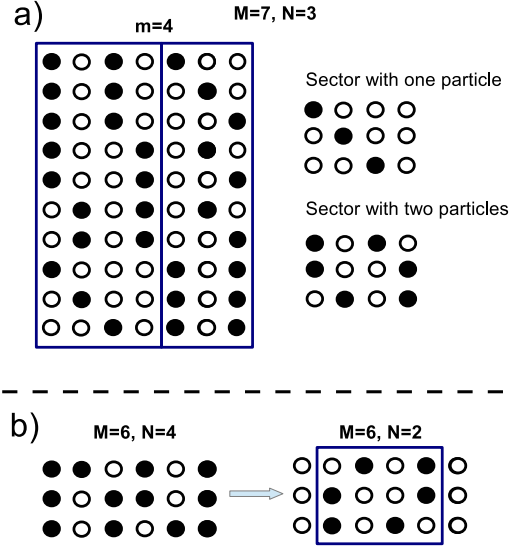 a)
M=7, N=3
m=4
Sector with one particle
Sector with two particles
b)
M=6, N=4
M=6, N=2